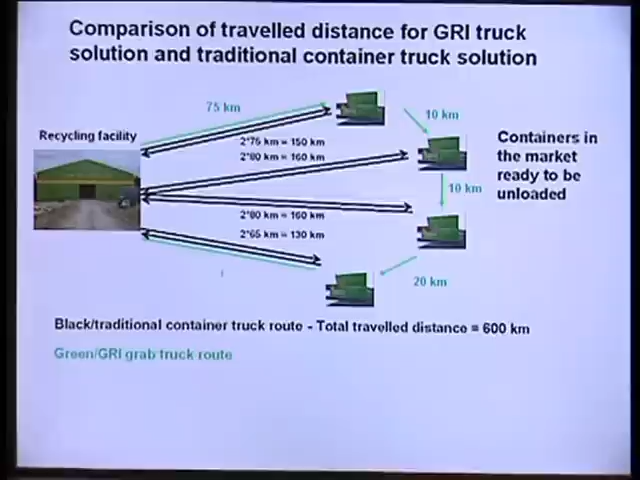 Comparison of travelled distance for GRI truck
solution and traditional container truck solution
75 km
10 km
Recycling facility
2*75 km = 150 km
2*80 km = 160 km
Containers in
the market
ready to be
unloaded
10 km
2*80 km = 160 km
2*65 km = 130 km
20 km
Black/traditional container truck route - Total travelled distance = 600 km
Green/GRI grab truck route